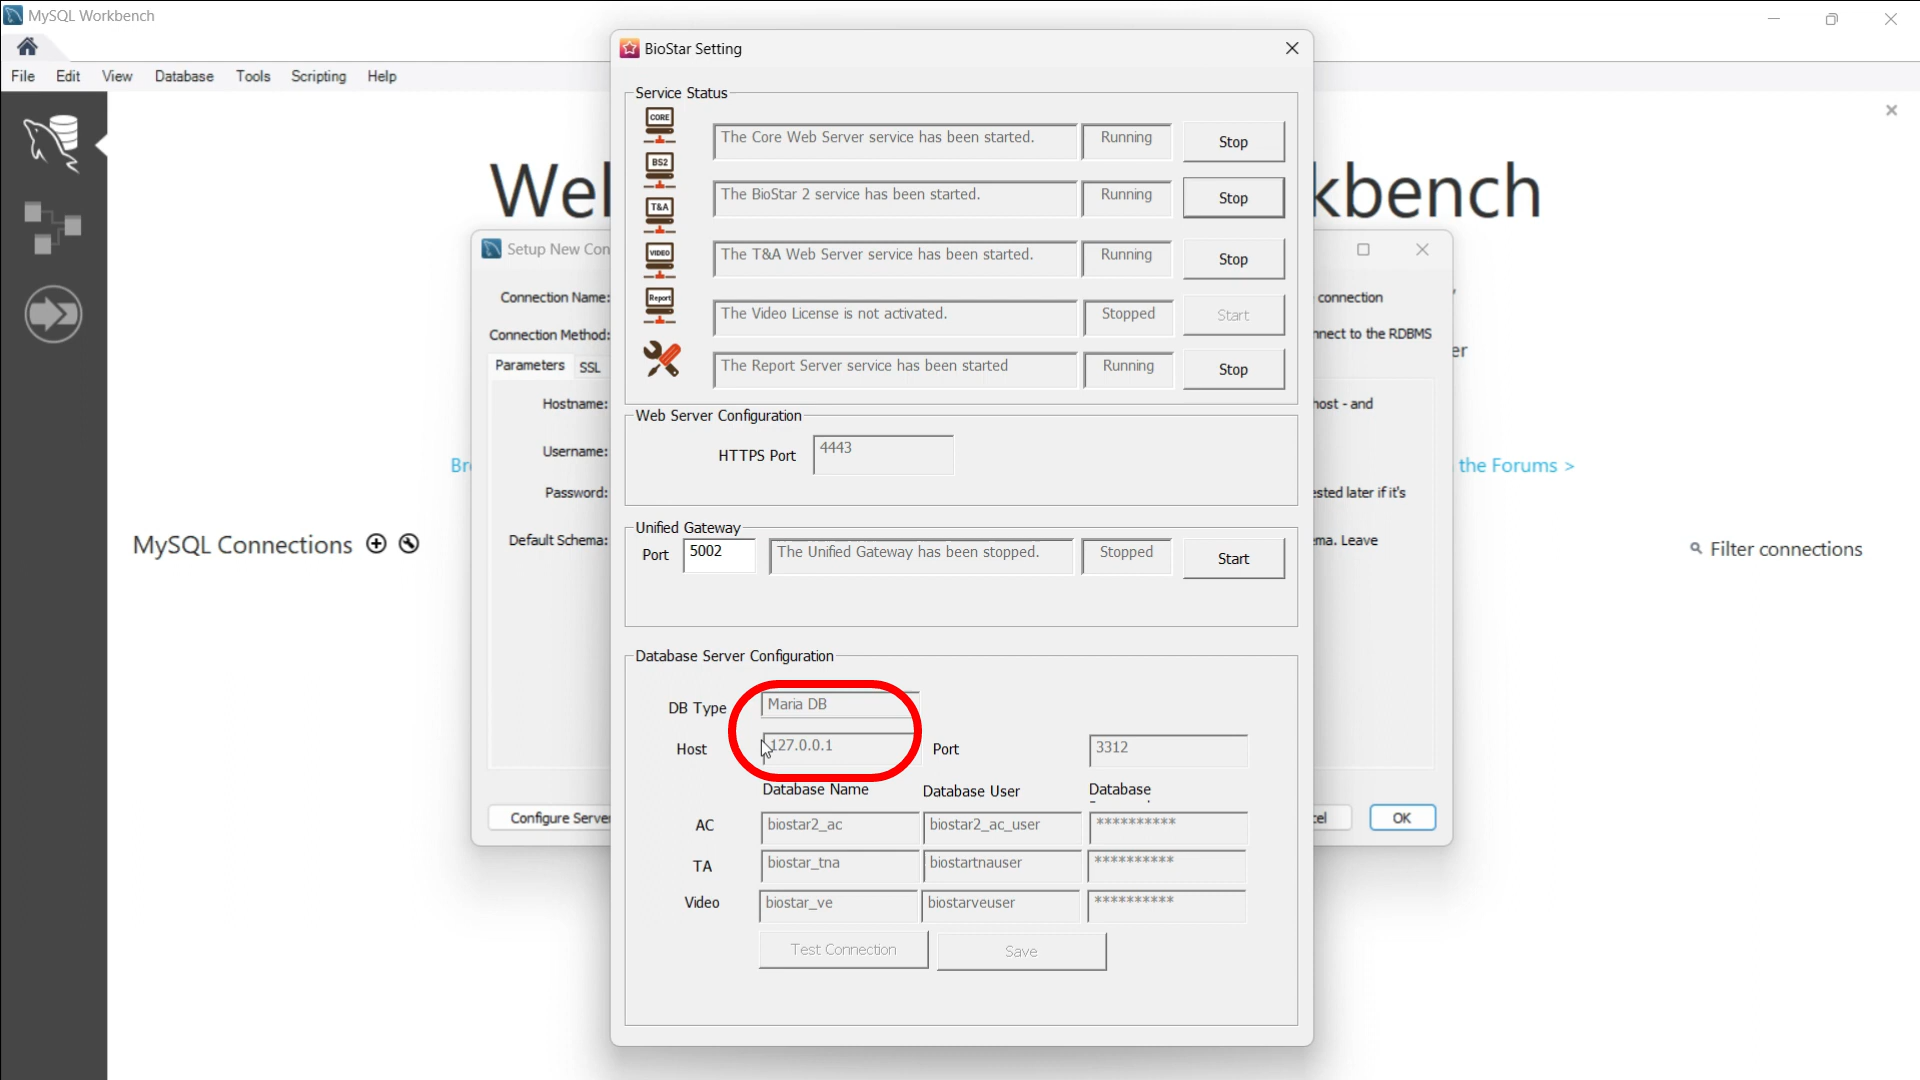 MySQL Workbench
File Edit View Database Tools Scripting Help
BioStar Setting
Service Status
CORE
The Core Web Server service has been started. Running Stop
BS2
The BioStar 2 service has been started. Running Stop
T&A
The T&A Web Server service has been started. Running Stop
VIDEO
The Video License is not activated. Stopped Start
Report
The Report Server service has been started Running Stop
Web Server Configuration
HTTPS Port 4443
Unified Gateway
Port 5002 The Unified Gateway has been stopped. Stopped Start
Database Server Configuration
DB Type Maria DB
Host 127.0.0.1 Port 3312
Database Name Database User Database
AC biostar2_ac biostar2_ac_user **********
TA biostar_tna biostartnauser **********
Video biostar_ve biostarveuser **********
Test Connection Save
Wel
kbench
Setup New Con
Connection Name:
connection
Connection Method:
nnect to the RDBMS
Parameters SSL
er
Hostname:
host - and
Username:
Br
the Forums >
Password:
ested later if it's
Default Schema:
ma. Leave
MySQL Connections
Filter connections
Configure Server
cel
OK